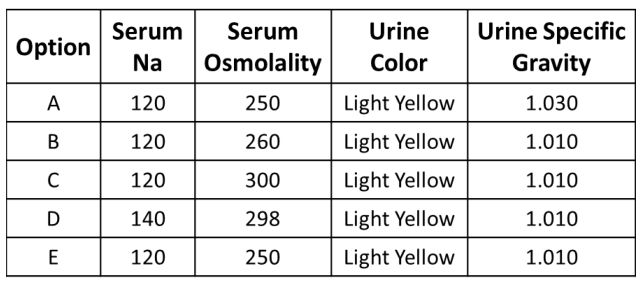 Option Serum Na Serum Osmolality Urine Color Urine Specific Gravity
A 120 250 Light Yellow 1.030
B 120 260 Light Yellow 1.010
C 120 300 Light Yellow 1.010
D 140 298 Light Yellow 1.010
E 120 250 Light Yellow 1.010